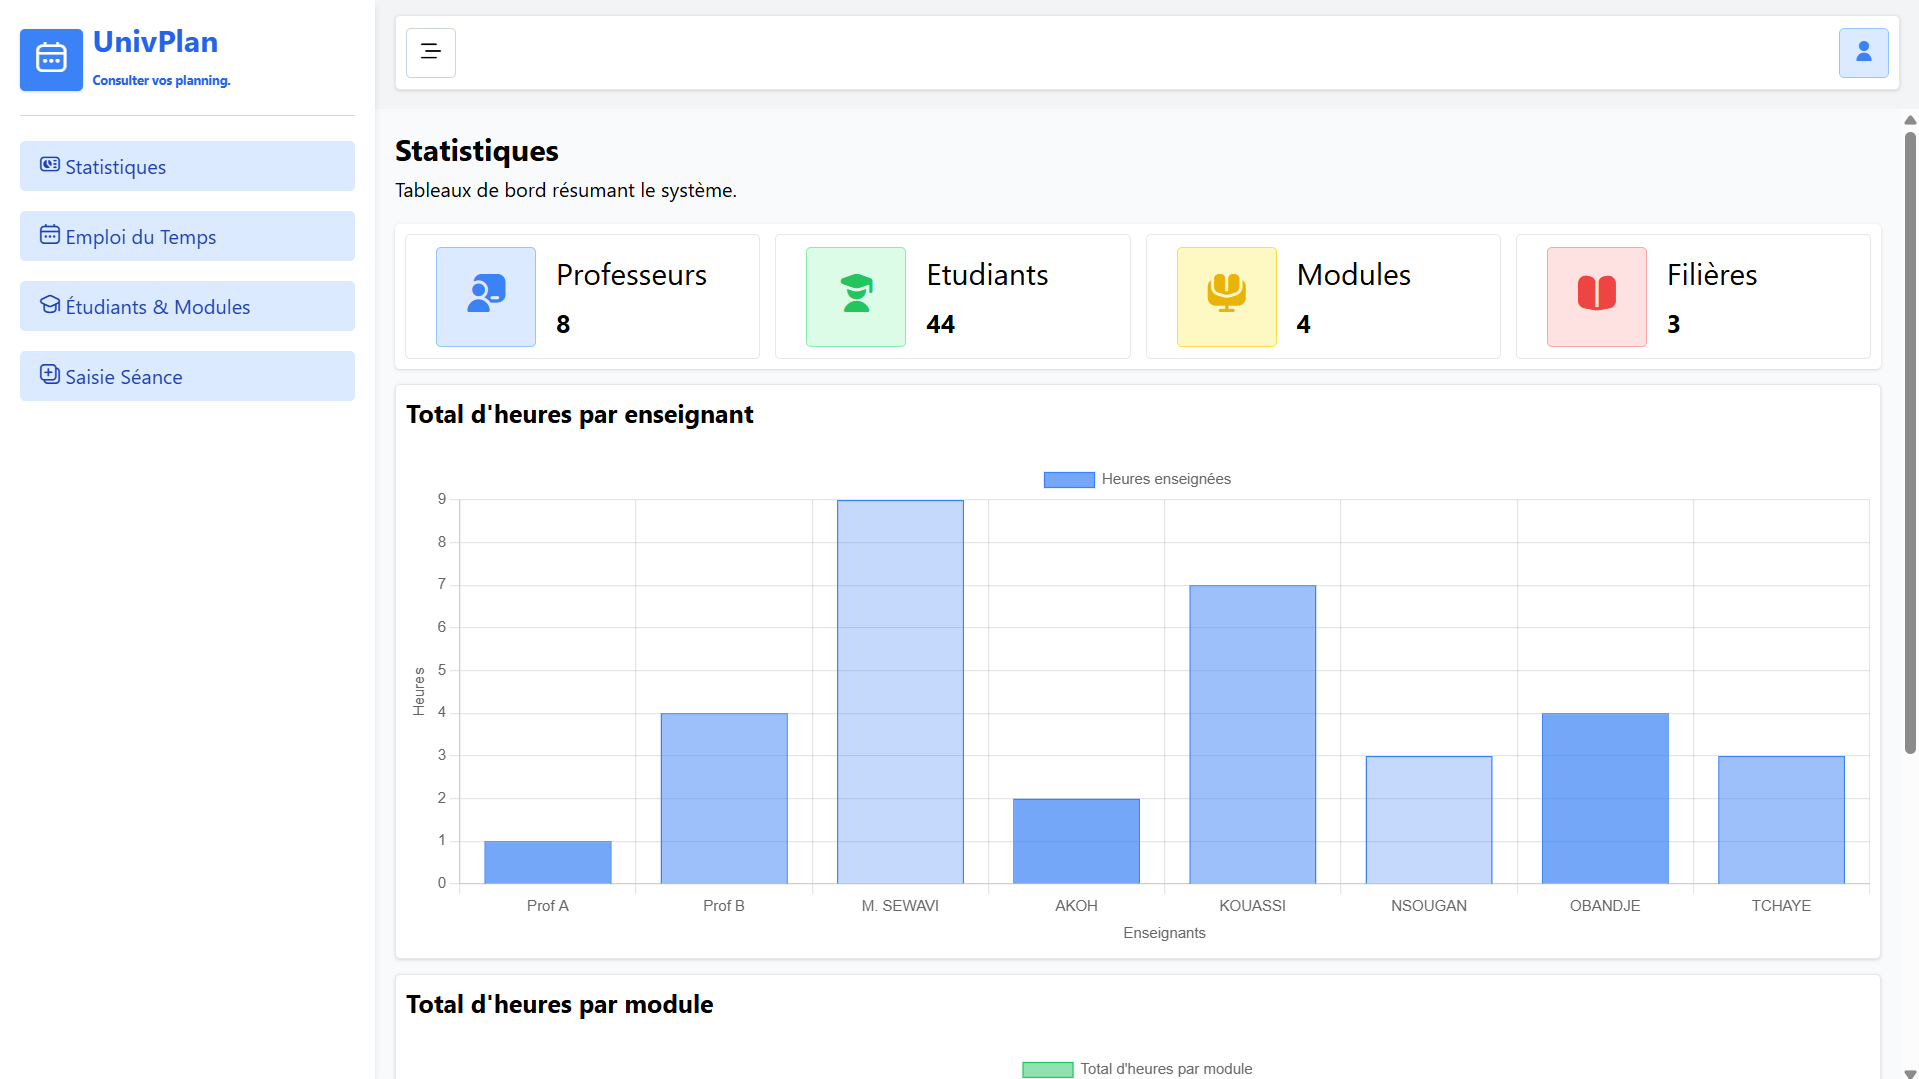 UnivPlan
Consulter vos planning.
Statistiques
Emploi du Temps
Étudiants & Modules
Saisie Séance
Statistiques
Tableaux de bord résumant le système.
Professeurs
8
Etudiants
44
Modules
4
Filières
3
Total d'heures par enseignant
Heures enseignées
9
8
7
6
5
4
3
2
1
0
Heures
Prof A
Prof B
M. SEWAVI
AKOH
KOUASSI
NSOUGAN
OBANDJE
TCHAYE
Enseignants
Total d'heures par module
Total d'heures par module